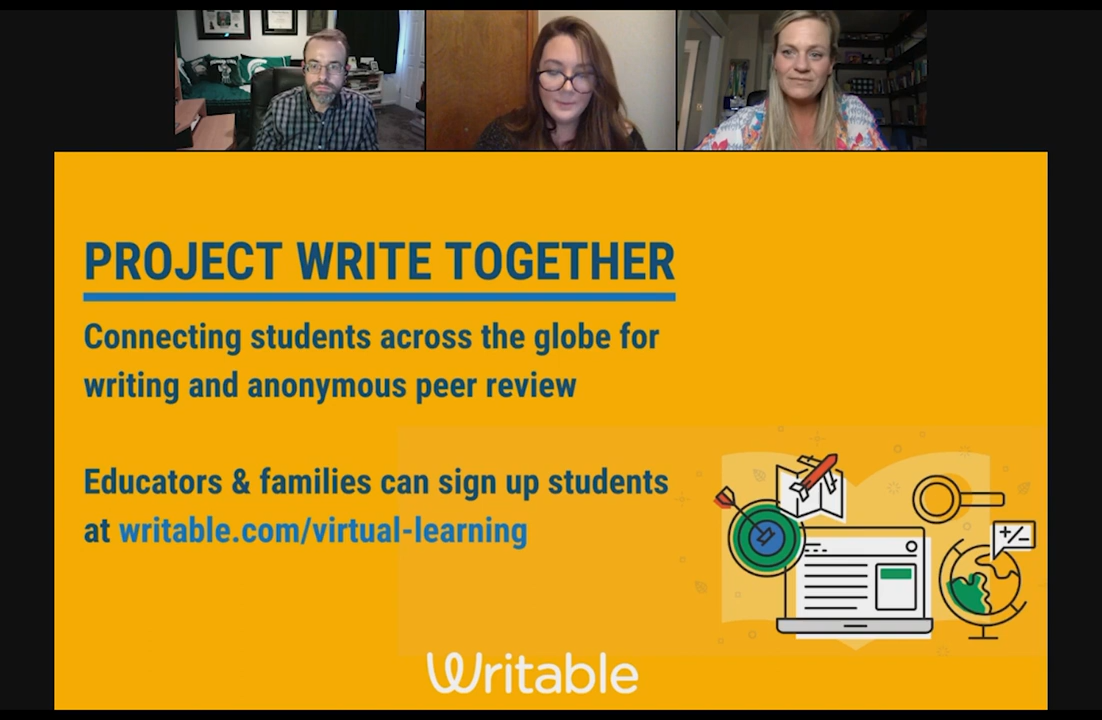 PROJECT WRITE TOGETHER
Connecting students across the globe for
writing and anonymous peer review
Educators & families can sign up students
at writable.com/virtual-learning
+/-
Writable